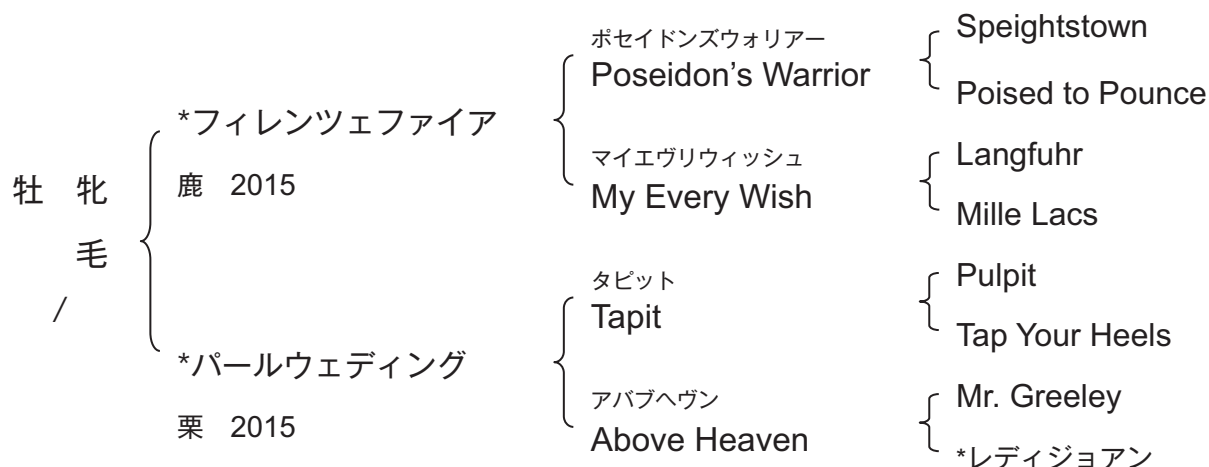 牡 牝
毛
/
*フィレンツェファイア
鹿 2015
*パールウェディング
栗 2015
ポセイドンズウォリアー
Poseidon's Warrior
マイエヴリウィッシュ
My Every Wish
タピット
Tapit
アバブヘヴン
Above Heaven
Speightstown
Poised to Pounce
Langfuhr
Mille Lacs
Pulpit
Tap Your Heels
Mr. Greeley
*レディジョアン